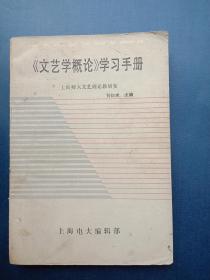 《文艺学概论》学习手册
上海师大文艺理论教研室
主编
上海电大编辑部